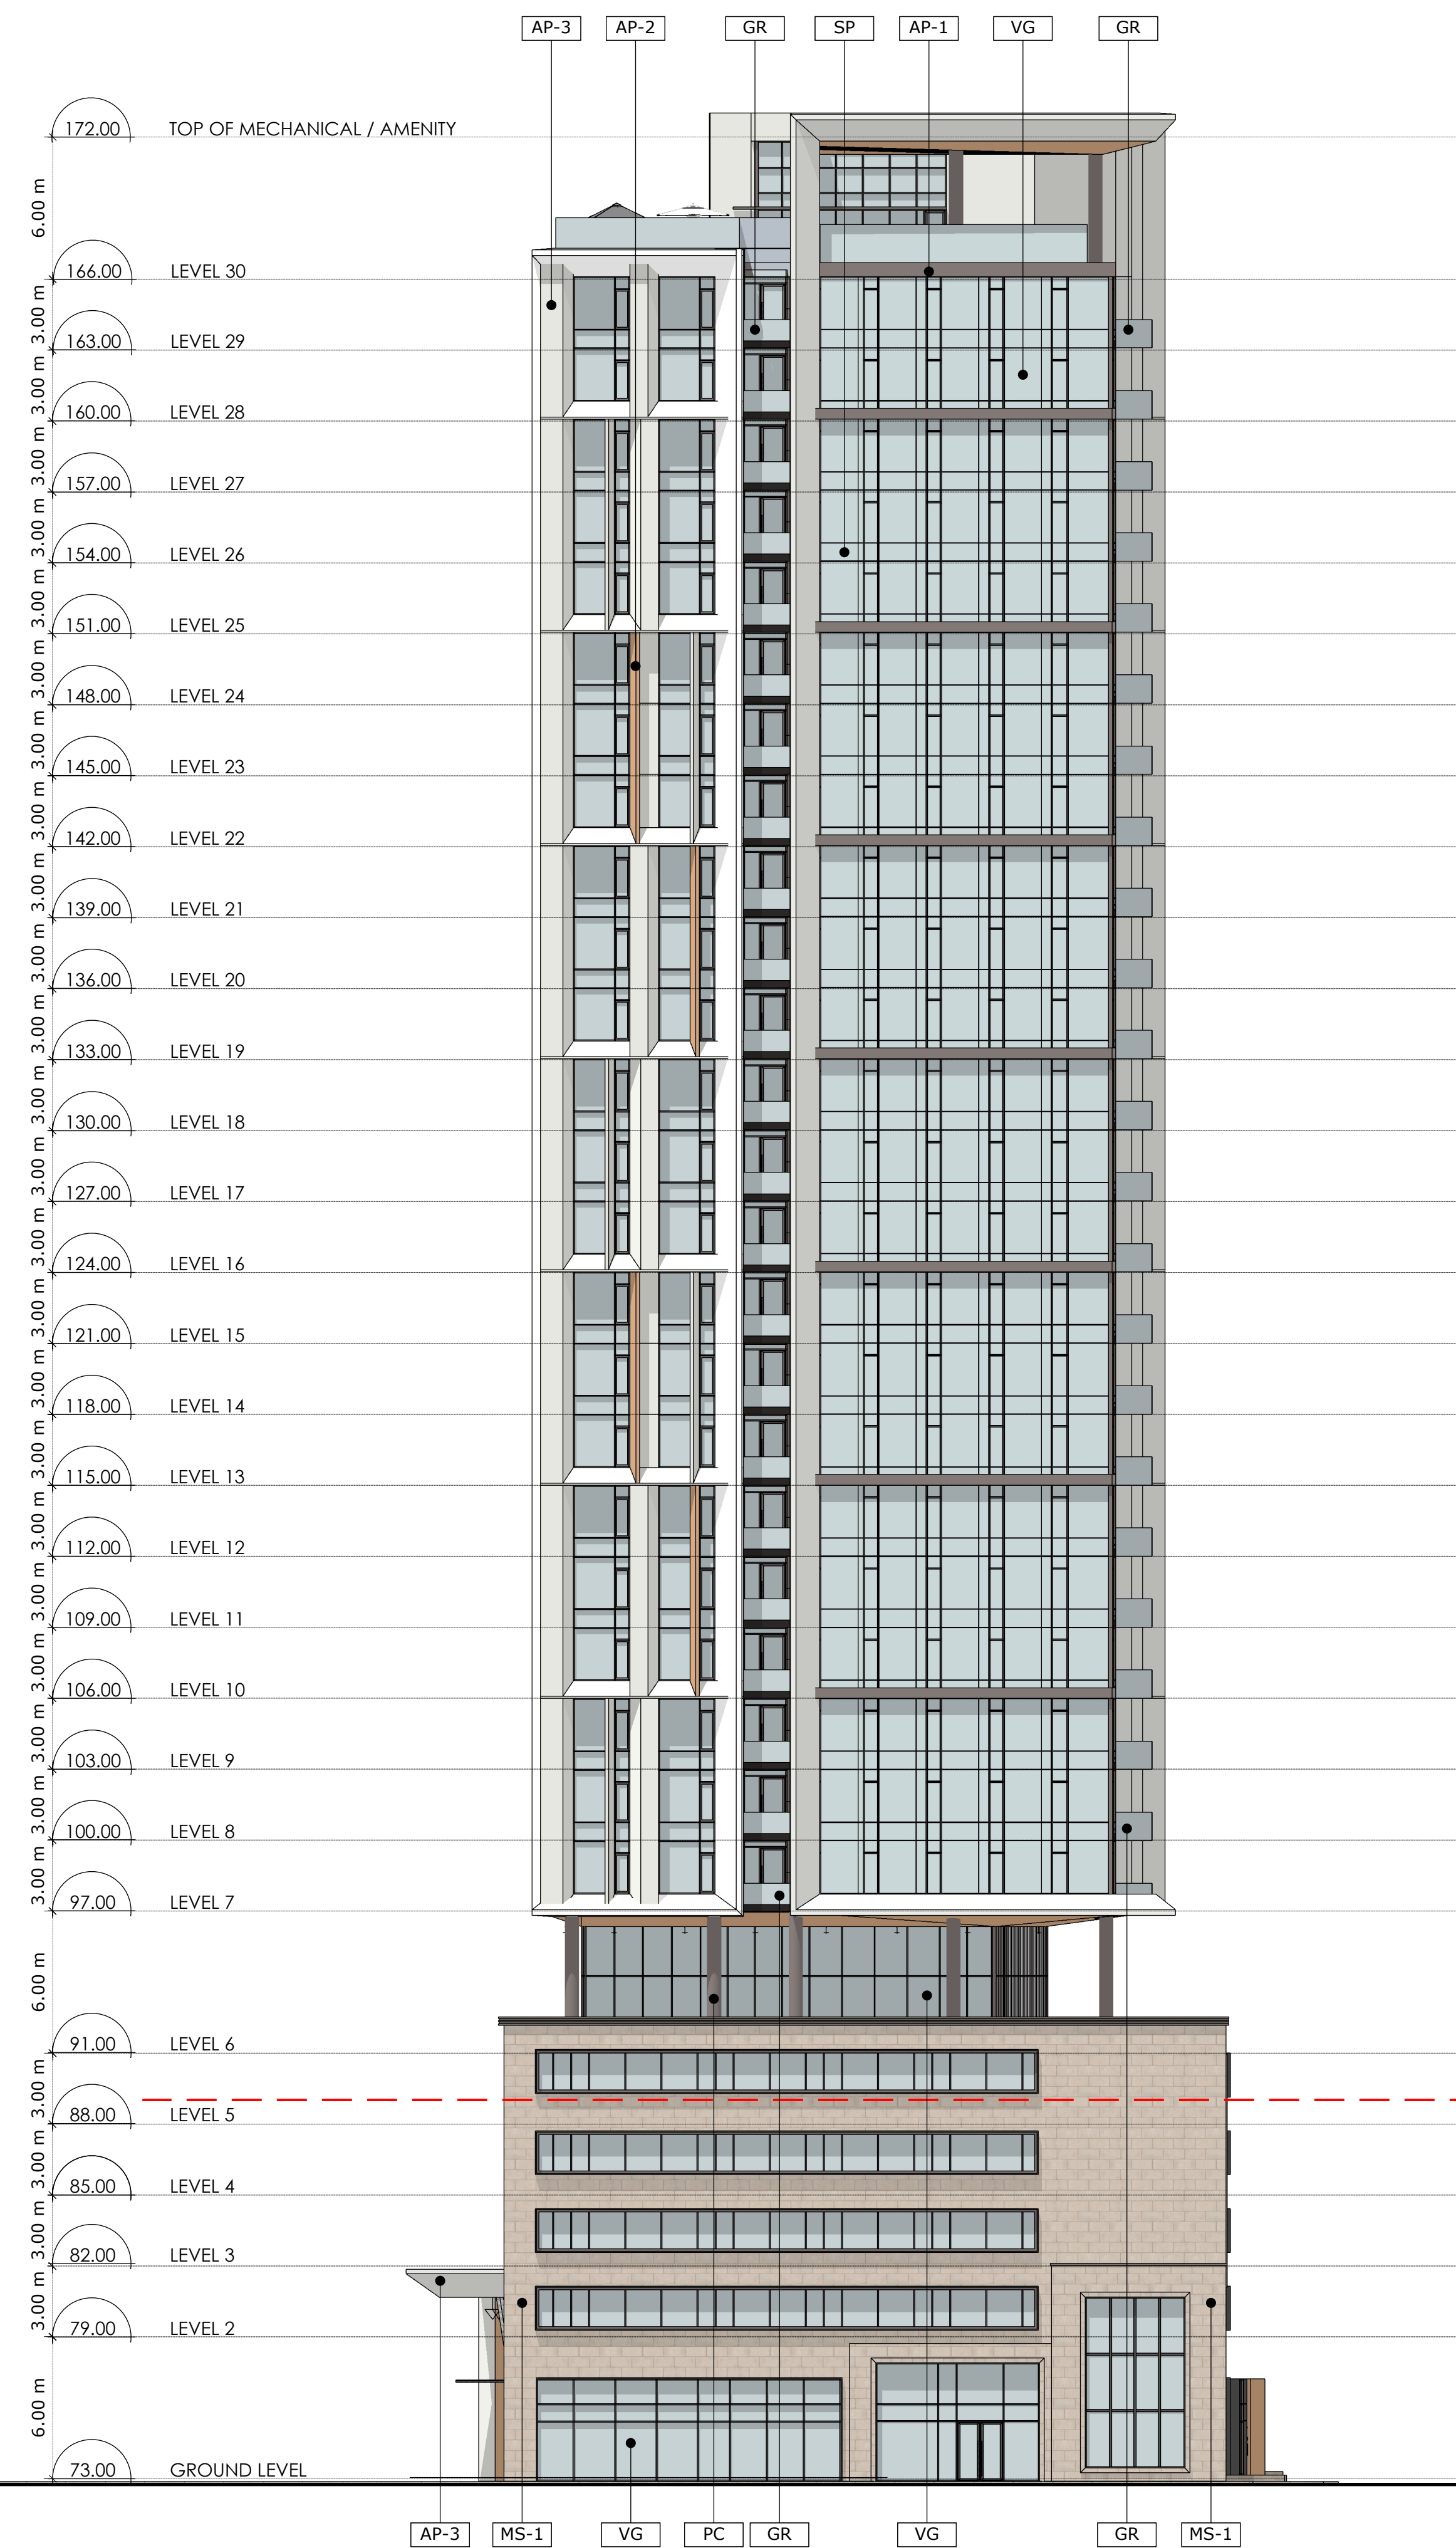 AP-3 AP-2 GR SP AP-1 VG GR
172.00 TOP OF MECHANICAL / AMENITY
6.00 m
166.00 LEVEL 30
3.00 m
163.00 LEVEL 29
3.00 m
160.00 LEVEL 28
3.00 m
157.00 LEVEL 27
3.00 m
154.00 LEVEL 26
3.00 m
151.00 LEVEL 25
3.00 m
148.00 LEVEL 24
3.00 m
145.00 LEVEL 23
3.00 m
142.00 LEVEL 22
3.00 m
139.00 LEVEL 21
3.00 m
136.00 LEVEL 20
3.00 m
133.00 LEVEL 19
3.00 m
130.00 LEVEL 18
3.00 m
127.00 LEVEL 17
3.00 m
124.00 LEVEL 16
3.00 m
121.00 LEVEL 15
3.00 m
118.00 LEVEL 14
3.00 m
115.00 LEVEL 13
3.00 m
112.00 LEVEL 12
3.00 m
109.00 LEVEL 11
3.00 m
106.00 LEVEL 10
3.00 m
103.00 LEVEL 9
3.00 m
100.00 LEVEL 8
3.00 m
97.00 LEVEL 7
6.00 m
91.00 LEVEL 6
3.00 m
88.00 LEVEL 5
3.00 m
85.00 LEVEL 4
3.00 m
82.00 LEVEL 3
3.00 m
79.00 LEVEL 2
6.00 m
73.00 GROUND LEVEL
AP-3 MS-1 VG PC GR VG GR MS-1